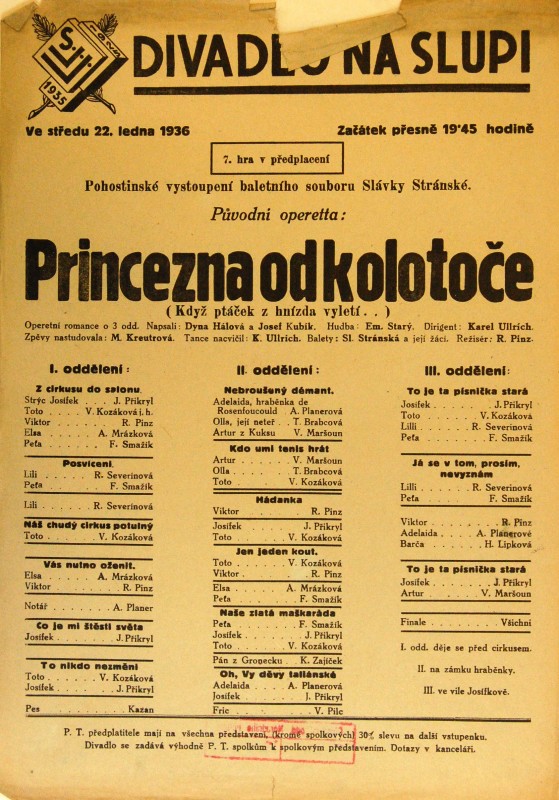 S.I.I.
1935
DIVADLO NA SLUPI
Ve středu 22. ledna 1936
Začátek přesně 19'45 hodině
7. hra v předplacení
Pohostinské vystoupení baletního souboru Slávky Stránské.
Původní operetta:
Princezna od kolotoče
(Když ptáček z hnízda vyletí . .)
Operetní romance o 3 odd. Napsali: Dyna Hálová a Josef Kubík. Hudba: Em. Starý. Dirigent: Karel Ullrich.
Zpěvy nastudovala: M. Kreutrová. Tance nacvičil: K. Ullrich. Balety: Sl. Stránská a její žáci. Režisér: R. Pinz.
I. oddělení:
Z cirkusu do salonu.
Strýc Josífek . . J. Přikryl
Toto . . V. Kozáková j. h.
Viktor . . . . . R. Pinz
Elsa . . . A. Mrázková
Peťa . . . . F. Smažík
Posvícení.
Lili . . . R. Severinová
Peťa . . . . F. Smažík
Lili . . . R. Severinová
Náš chudý cirkus potulný
Toto . . . . V. Kozáková
Vás nutno oženit.
Elsa . . . A. Mrázková
Viktor . . . . . R. Pinz
Notář . . . . . A. Planer
Co je mi štěstí světa
Josífek . . . . J. Přikryl
To nikdo nezmění
Toto . . . . V. Kozáková
Josífek . . . . J. Přikryl
Pes . . . . . . Kazan
II. oddělení:
Nebroušený démant.
Adelaida, hraběnka de
Rosenfoucould A. Planerová
Olla, její neteř . . T. Brabcová
Artur z Kuksu . V. Maršoun
Kdo umí tenis hrát
Artur . . . . V. Maršoun
Olla . . . . T. Brabcová
Toto . . . . V. Kozáková
Hádanka
Viktor . . . . . . R. Pinz
Josífek . . . . . J. Přikryl
Toto . . . . V. Kozáková
Jen jeden kout.
Toto . . . . V. Kozáková
Viktor . . . . . . R. Pinz
Elsa . . . . A. Mrázková
Peťa . . . . . F. Smažík
Naše zlatá maškaráda
Peťa . . . . . F. Smažík
Josífek . . . . . J. Přikryl
Toto . . . . V. Kozáková
Pán z Gronecku . . K. Zajíček
Oh, Vy děvy italiánské
Adelaida . . . A. Planerová
Josífek . . . . . J. Přikryl
Fric . . . . . . V. Pilc
III. oddělení:
To je ta písnička stará
Josífek . . . . J. Přikryl
Toto . . . . V. Kozáková
Lilli . . . R. Severinová
Peťa . . . . F. Smažík
Já se v tom, prosím,
nevyznám
Lilli . . . R. Severinová
Peťa . . . . F. Smažík
Viktor . . . . . R. Pinz
Adelaida . . A. Planerové
Barča . . . . H. Lipková
To je ta písnička stará
Josífek . . . . J. Přikryl
Artur . . . V. Maršoun
Finale . . . . . Všichni
I. odd. děje se před cirkusem.
II. na zámku hraběnky.
III. ve vile Josífkově.
P. T. předplatitelé mají na všechna představení, (kromě spolkových) 30% slevu na další vstupenku.
Divadlo se zadává výhodně P. T. spolkům k spolkovým představením. Dotazy v kanceláři.